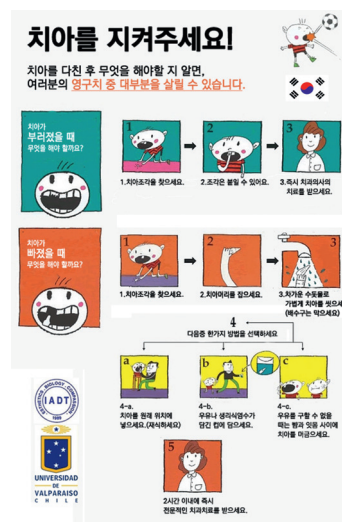 치아를 지켜주세요!
치아를 다친 후 무엇을 해야할 지 알면,
여러분의 영구치 중 대부분을 살릴 수 있습니다.
치아가
부러졌을 때
무엇을 해야 할까요?
1
2
3
1.치아조각을 찾으세요.
2.조각은 붙일 수 있어요.
3.즉시 치과의사의
치료를 받으세요.
치아가
빠졌을 때
무엇을 해야 할까요?
1
2
3
1.치아조각을 찾으세요.
2.치아머리를 잡으세요.
3.차가운 수돗물로
가볍게 치아를 씻으세
(배수구는 막으세요)
4
다음중 한가지 방법을 선택하세요
a
b
c
4-a.
치아를 원래 위치에
넣으세요.(재식하세요)
4-b.
우유나 생리식염수가
담긴 컵에 담으세요.
4-c.
우유를 구할 수 없을
때는 빰과 잇몸 사이에
치아를 머금으세요.
5
2시간 이내에 즉시
전문적인 치과치료를 받으세요.
ESTHETICS BIOLOGY COMPASSION
IADT
1989
UNIVERSIDAD
DE
VALPARAISO
CHILE